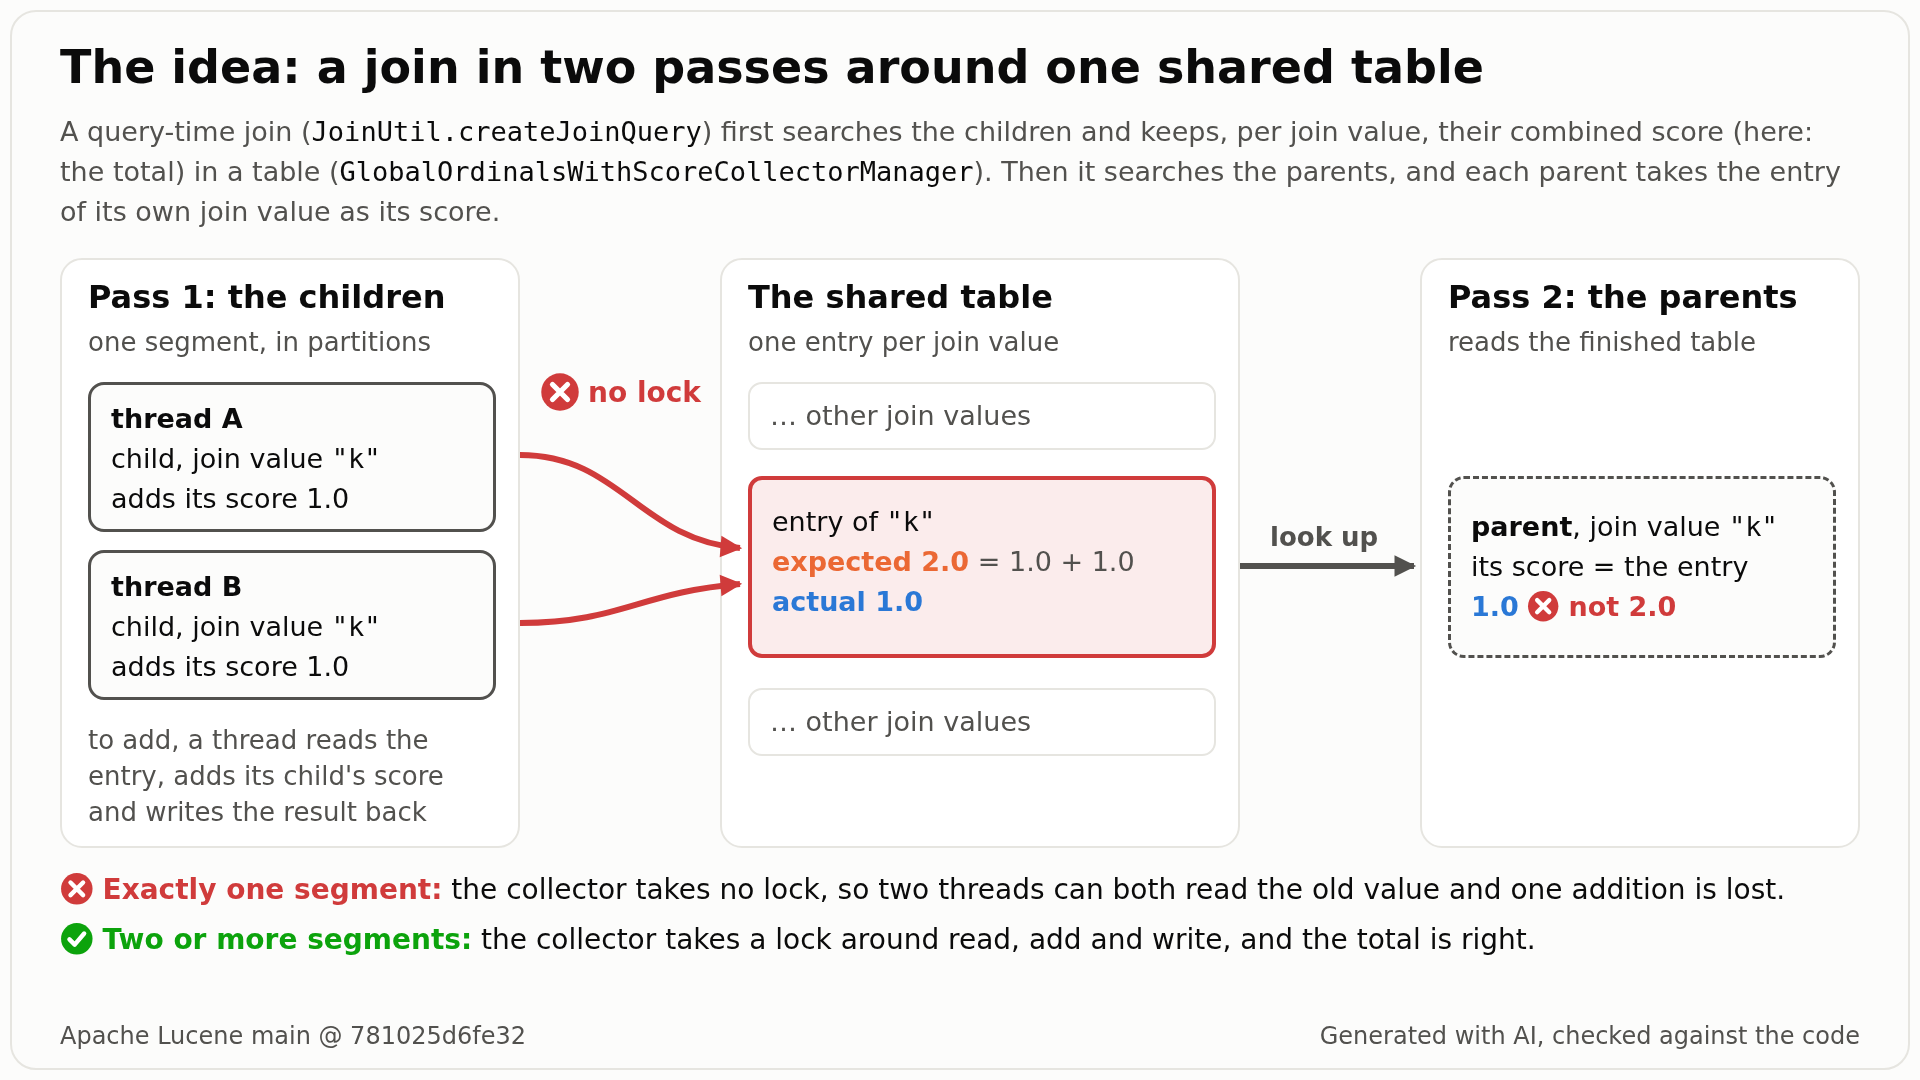 The idea: a join in two passes around one shared table
A query-time join (JoinUtil.createJoinQuery) first searches the children and keeps, per join value, their combined score (here:
the total) in a table (GlobalOrdinalsWithScoreCollectorManager). Then it searches the parents, and each parent takes the entry
of its own join value as its score.
Pass 1: the children
one segment, in partitions
thread A
child, join value "k"
adds its score 1.0
thread B
child, join value "k"
adds its score 1.0
to add, a thread reads the
entry, adds its child's score
and writes the result back
no lock
The shared table
one entry per join value
… other join values
entry of "k"
expected 2.0 = 1.0 + 1.0
actual 1.0
… other join values
look up
Pass 2: the parents
reads the finished table
parent, join value "k"
its score = the entry
1.0 not 2.0
Exactly one segment: the collector takes no lock, so two threads can both read the old value and one addition is lost.
Two or more segments: the collector takes a lock around read, add and write, and the total is right.
Apache Lucene main @ 781025d6fe32
Generated with AI, checked against the code